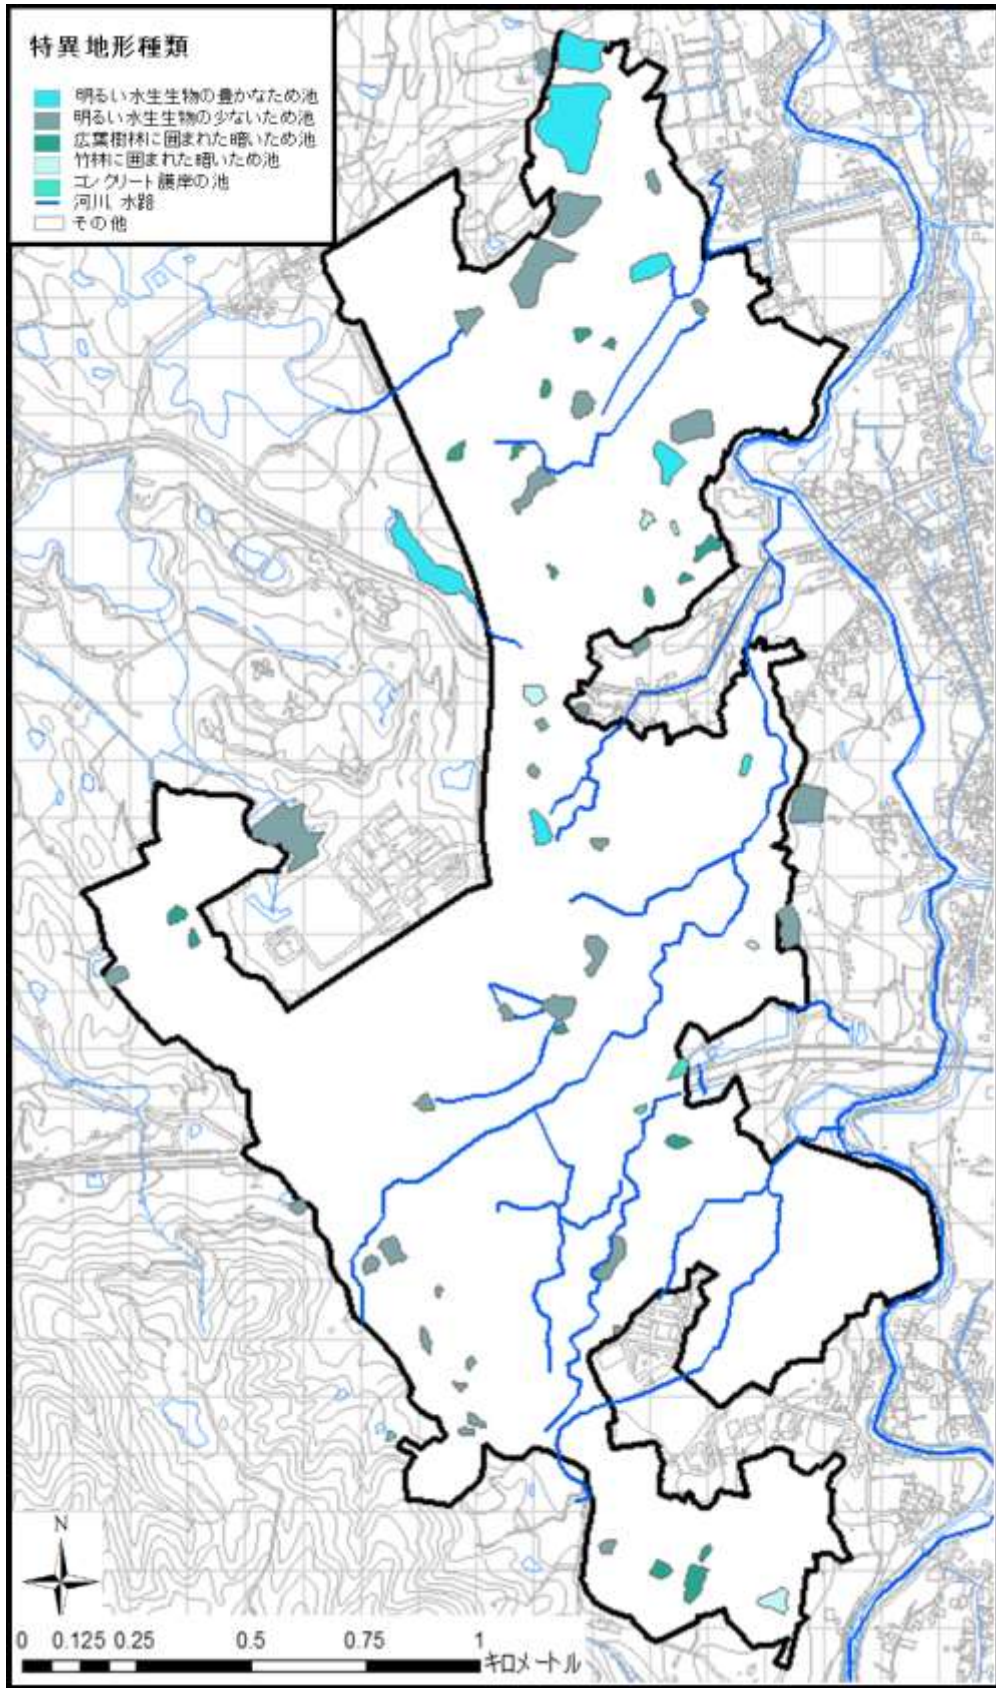 特異地形種類
明るい水生生物の豊かなため池
明るい水生生物の少ないため池
広葉樹林に囲まれた暗いため池
竹林に囲まれた暗いため池
コンクリート護岸の池
河川、水路
その他
N
0 0.125 0.25 0.5 0.75 1
キロメートル